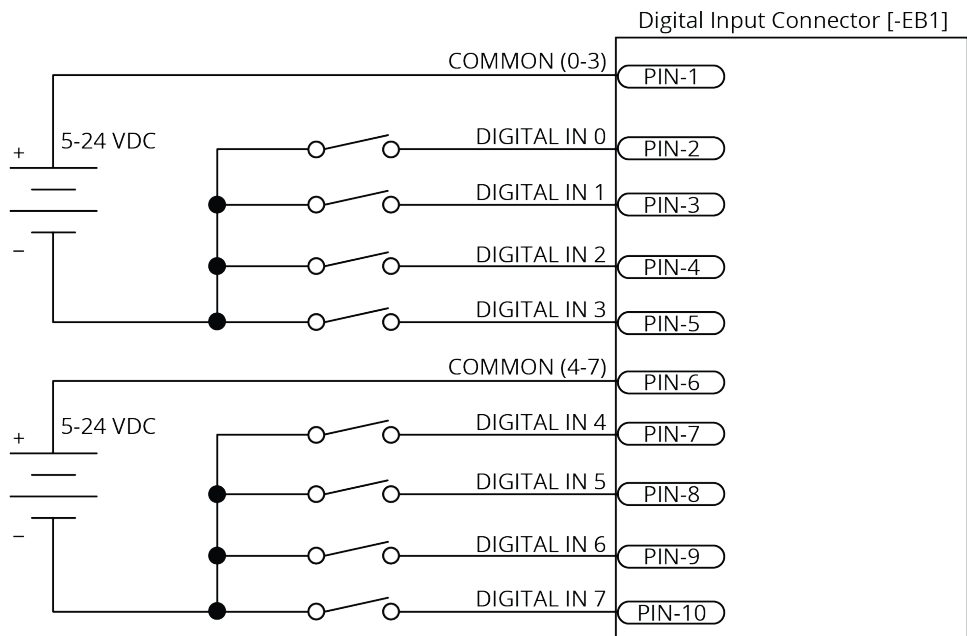 Digital Input Connector [-EB1]
COMMON (0-3)
PIN-1
+
5-24 VDC
DIGITAL IN 0
PIN-2
DIGITAL IN 1
PIN-3
DIGITAL IN 2
PIN-4
–
DIGITAL IN 3
PIN-5
COMMON (4-7)
PIN-6
+
5-24 VDC
DIGITAL IN 4
PIN-7
DIGITAL IN 5
PIN-8
–
DIGITAL IN 6
PIN-9
DIGITAL IN 7
PIN-10